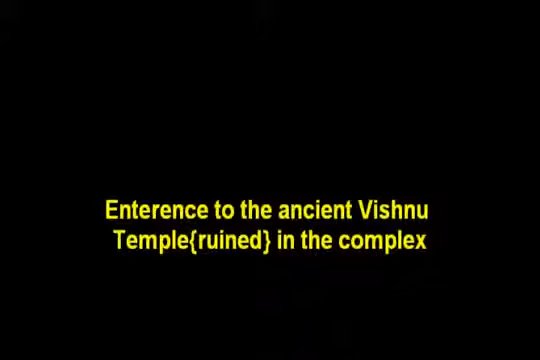 Enterence to the ancient Vishnu
Temple{ruined} in the complex